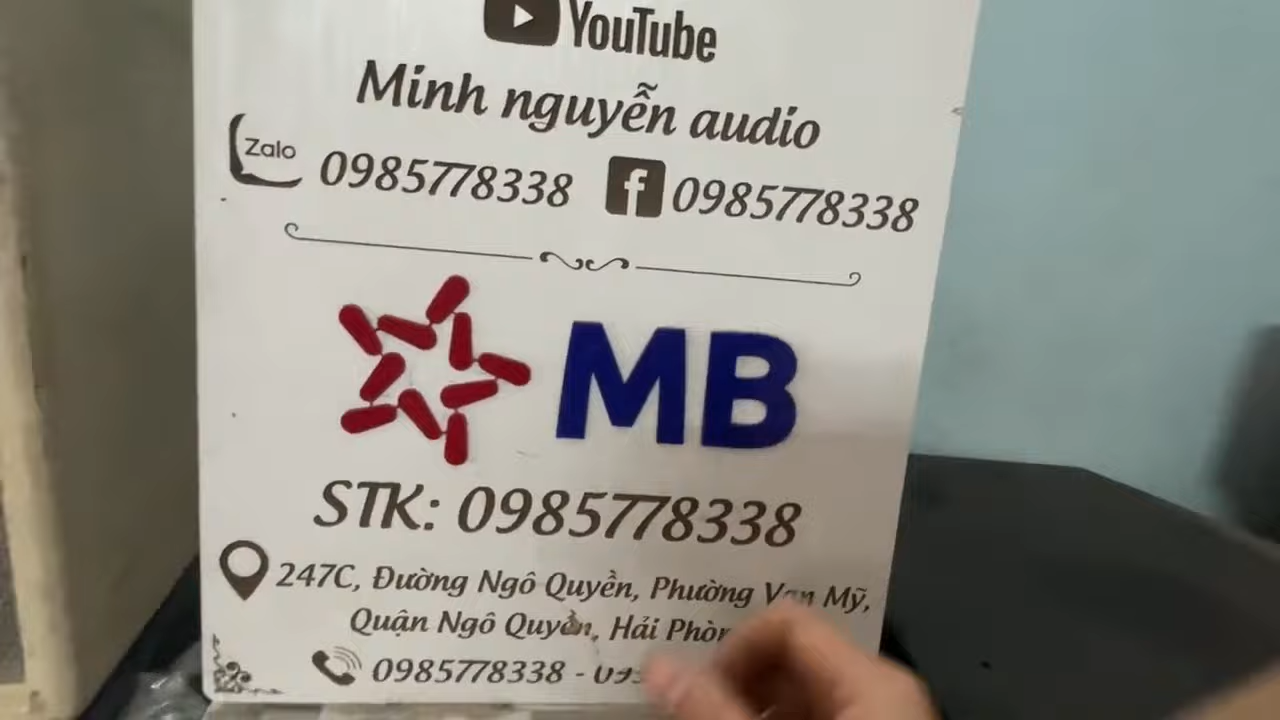 YouTube
Minh nguyễn audio
Zalo 0985778338 f 0985778338
MB
STK: 0985778338
247C, Đường Ngô Quyền, Phường Vạn Mỹ,
Quận Ngô Quyền, Hải
0985778338 -